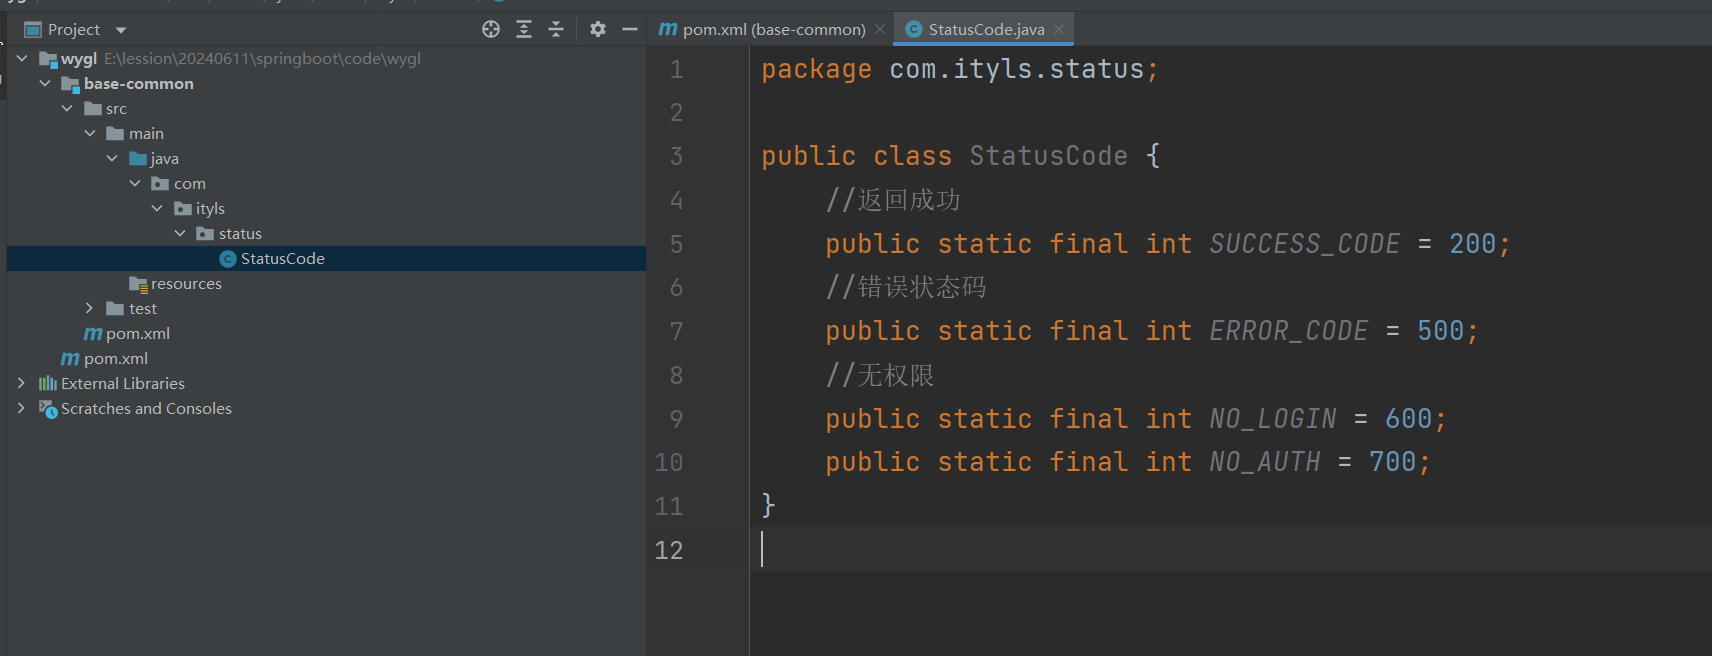 Project
wygl E:\lession\20240611\springboot\code\wygl
base-common
src
main
java
com
ityls
status
StatusCode
resources
test
pom.xml
pom.xml
External Libraries
Scratches and Consoles
pom.xml (base-common)
StatusCode.java
1 package com.ityls.status;
2
3 public class StatusCode {
4 //返回成功
5 public static final int SUCCESS_CODE = 200;
6 //错误状态码
7 public static final int ERROR_CODE = 500;
8 //无权限
9 public static final int NO_LOGIN = 600;
10 public static final int NO_AUTH = 700;
11 }
12